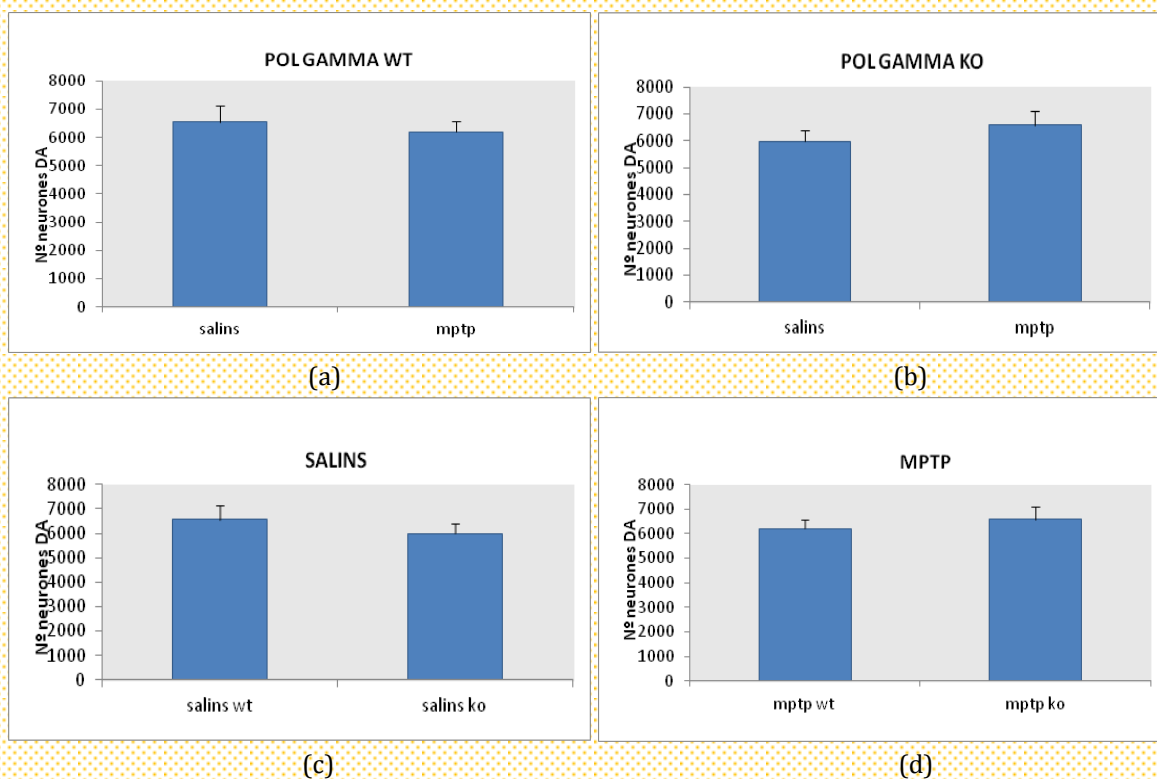 POLGAMMA WT
8000
7000
6000
5000
4000
3000
2000
1000
0
Nº neurones DA
salins mptp
(a)
POLGAMMA KO
8000
7000
6000
5000
4000
3000
2000
1000
0
Nº neurones DA
salins mptp
(b)
SALINS
8000
7000
6000
5000
4000
3000
2000
1000
0
Nº neurones DA
salins wt salins ko
(c)
MPTP
8000
7000
6000
5000
4000
3000
2000
1000
0
Nº neurones DA
mptp wt mptp ko
(d)